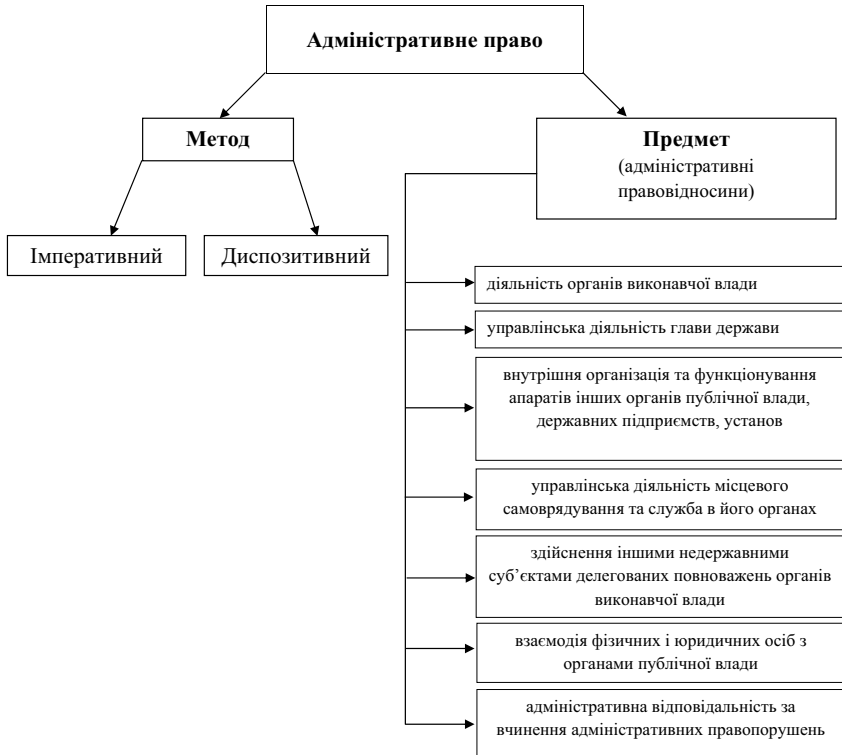 Адміністративне право
Метод
Предмет
(адміністративні
правовідносини)
Імперативний
Диспозитивний
діяльність органів виконавчої влади
управлінська діяльність глави держави
внутрішня організація та функціонування
апаратів інших органів публічної влади,
державних підприємств, установ
управлінська діяльність місцевого
самоврядування та служба в його органах
здійснення іншими недержавними
суб’єктами делегованих повноважень органів
виконавчої влади
взаємодія фізичних і юридичних осіб з
органами публічної влади
адміністративна відповідальність за
вчинення адміністративних правопорушень